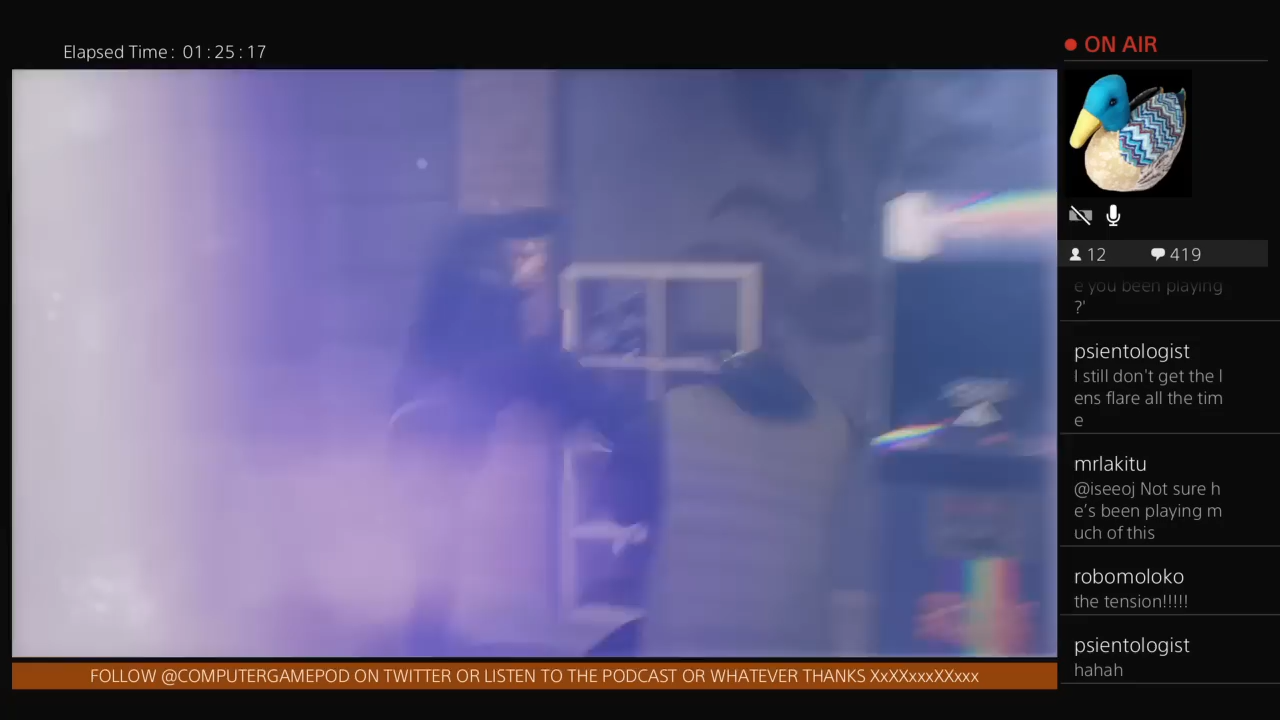 Elapsed Time: 01:25:17
ON AIR
12 419
e you been playing
?'
psientologist
I still don't get the l
ens flare all the tim
e
mrlakitu
@iseeoj Not sure h
e's been playing m
uch of this
robomoloko
the tension!!!!!
psientologist
hahah
FOLLOW @COMPUTERGAMEPOD ON TWITTER OR LISTEN TO THE PODCAST OR WHATEVER THANKS XxXXxxxXXxxx